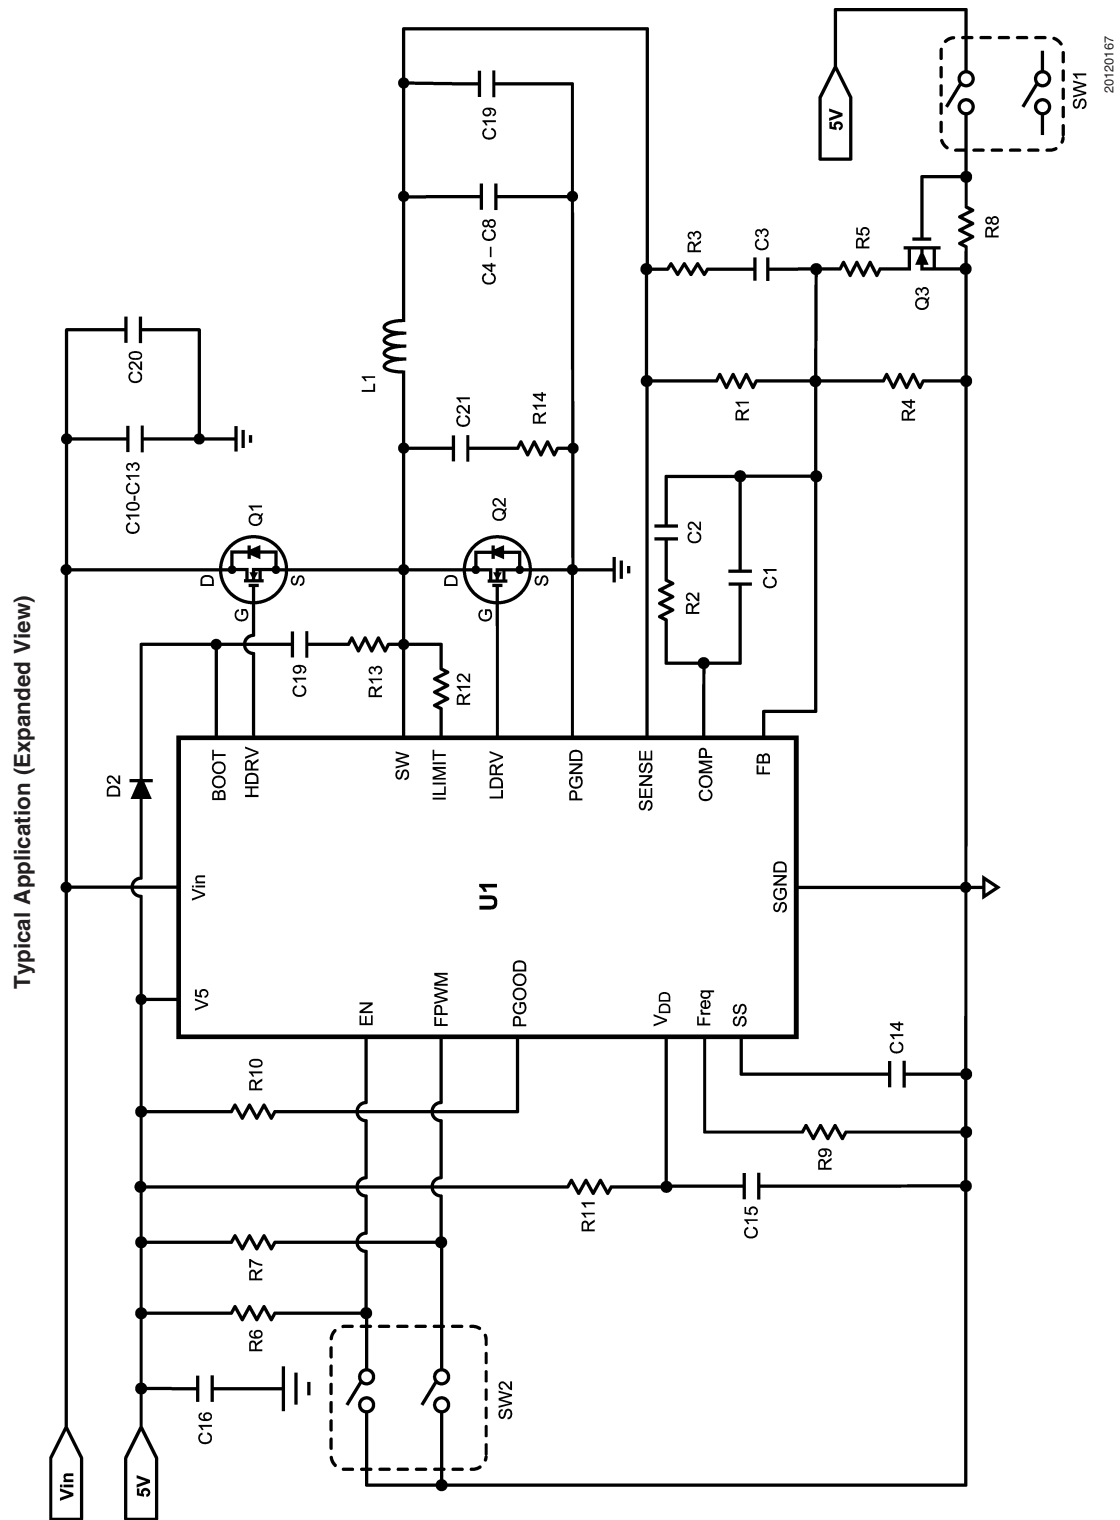 Typical Application (Expanded View)
Vin
5V
C16
R6
R7
R10
R11
SW2
C15
R9
C14
V5
Vin
EN
FPWM
PGOOD
VDD
Freq
SS
U1
SGND
BOOT
HDRV
SW
ILIMIT
LDRV
PGND
SENSE
COMP
FB
D2
C19
R13
R12
G
D
S
Q1
G
D
S
Q2
C10-C13
C20
L1
C21
R14
C4 – C8
C19
R2
C2
C1
R1
R4
R3
C3
R5
Q3
R8
5V
SW1
20120167